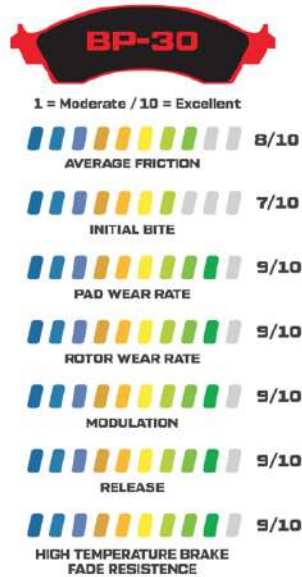 BP-30
1 = Moderate / 10 = Excellent
8/10
AVERAGE FRICTION
7/10
INITIAL BITE
9/10
PAD WEAR RATE
9/10
ROTOR WEAR RATE
9/10
MODULATION
9/10
RELEASE
9/10
HIGH TEMPERATURE BRAKE
FADE RESISTENCE